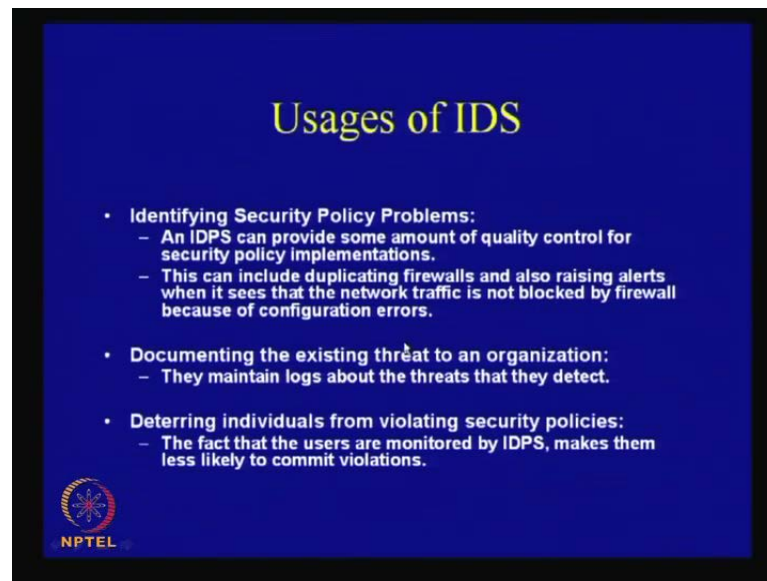 Usages of IDS
• Identifying Security Policy Problems:
– An IDPS can provide some amount of quality control for
security policy implementations.
– This can include duplicating firewalls and also raising alerts
when it sees that the network traffic is not blocked by firewall
because of configuration errors.
• Documenting the existing threat to an organization:
– They maintain logs about the threats that they detect.
• Deterring individuals from violating security policies:
– The fact that the users are monitored by IDPS, makes them
less likely to commit violations.
NPTEL